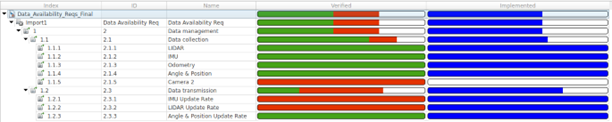 Index ID Name Verified Implemented
Data_Availability_Reqs_Final
Import1 Data Availability Req Data Availability Req
1 2 Data management
1.1 2.1 Data collection
1.1.1 2.1.1 LiDAR
1.1.2 2.1.2 IMU
1.1.3 2.1.3 Odometry
1.1.4 2.1.4 Angle & Position
1.1.5 2.1.5 Camera 2
1.2 2.3 Data transmission
1.2.1 2.3.1 IMU Update Rate
1.2.2 2.3.2 LiDAR Update Rate
1.2.3 2.3.3 Angle & Position Update Rate